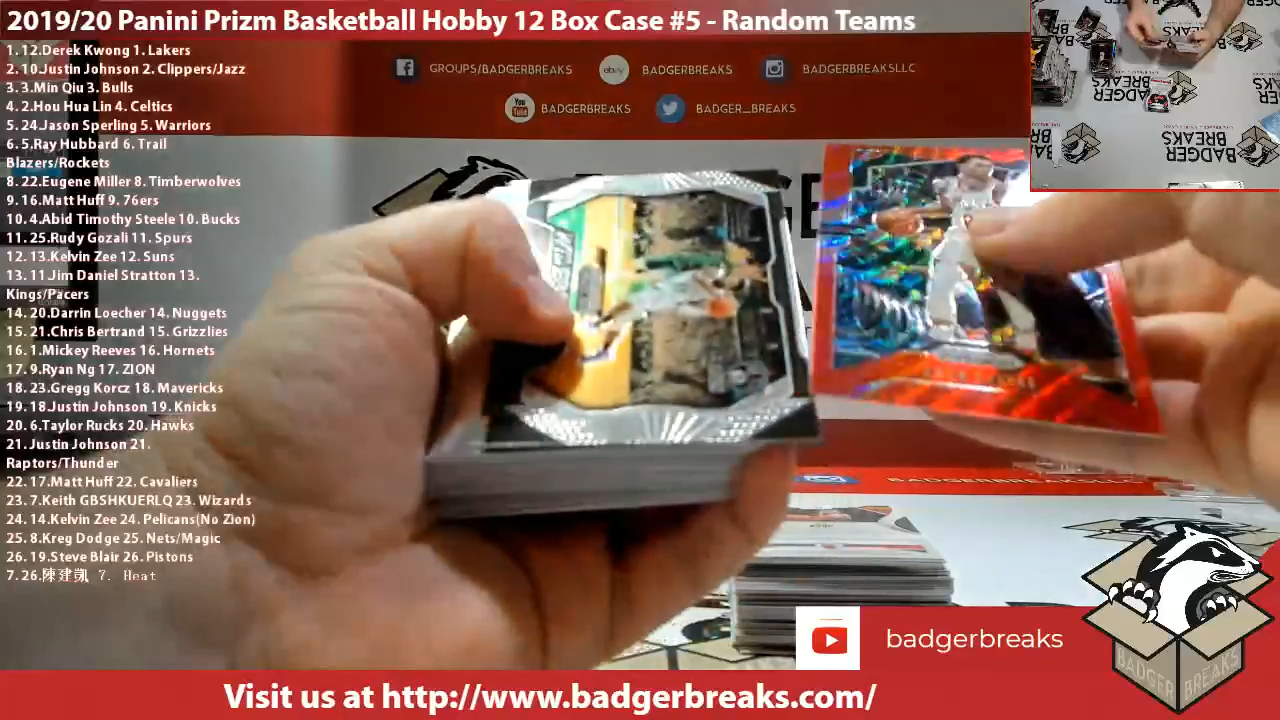 2019/20 Panini Prizm Basketball Hobby 12 Box Case #5 - Random Teams
1. 12.Derek Kwong 1. Lakers
2. 10.Justin Johnson 2. Clippers/Jazz
3. 3.Min Qiu 3. Bulls
4. 2.Hou Hua Lin 4. Celtics
5. 24.Jason Sperling 5. Warriors
6. 5.Ray Hubbard 6. Trail
Blazers/Rockets
8. 22.Eugene Miller 8. Timberwolves
9. 16.Matt Huff 9. 76ers
10. 4.Abid Timothy Steele 10. Bucks
11. 25.Rudy Gozali 11. Spurs
12. 13.Kelvin Zee 12. Suns
13. 11.Jim Daniel Stratton 13.
Kings/Pacers
14. 20.Darrin Loecher 14. Nuggets
15. 21.Chris Bertrand 15. Grizzlies
16. 1.Mickey Reeves 16. Hornets
17. 9.Ryan Ng 17. ZION
18. 23.Gregg Korcz 18. Mavericks
19. 18.Justin Johnson 19. Knicks
20. 6.Taylor Rucks 20. Hawks
21. Justin Johnson 21.
Raptors/Thunder
22. 17.Matt Huff 22. Cavaliers
23. 7.Keith GBSHKUERLQ 23. Wizards
24. 14.Kelvin Zee 24. Pelicans(No Zion)
25. 8.Kreg Dodge 25. Nets/Magic
26. 19.Steve Blair 26. Pistons
7. 26.陳建凱 7. Heat
GROUPS/BADGERBREAKS
ebay
BADGERBREAKS
BADGERBREAKSLLC
You
Tube
BADGERBREAKS
BADGER_BREAKS
BADGER
BREAKS
BADGER
BREAKS
badgerbreaks
BADGER BREAKS
Visit us at http://www.badgerbreaks.com/